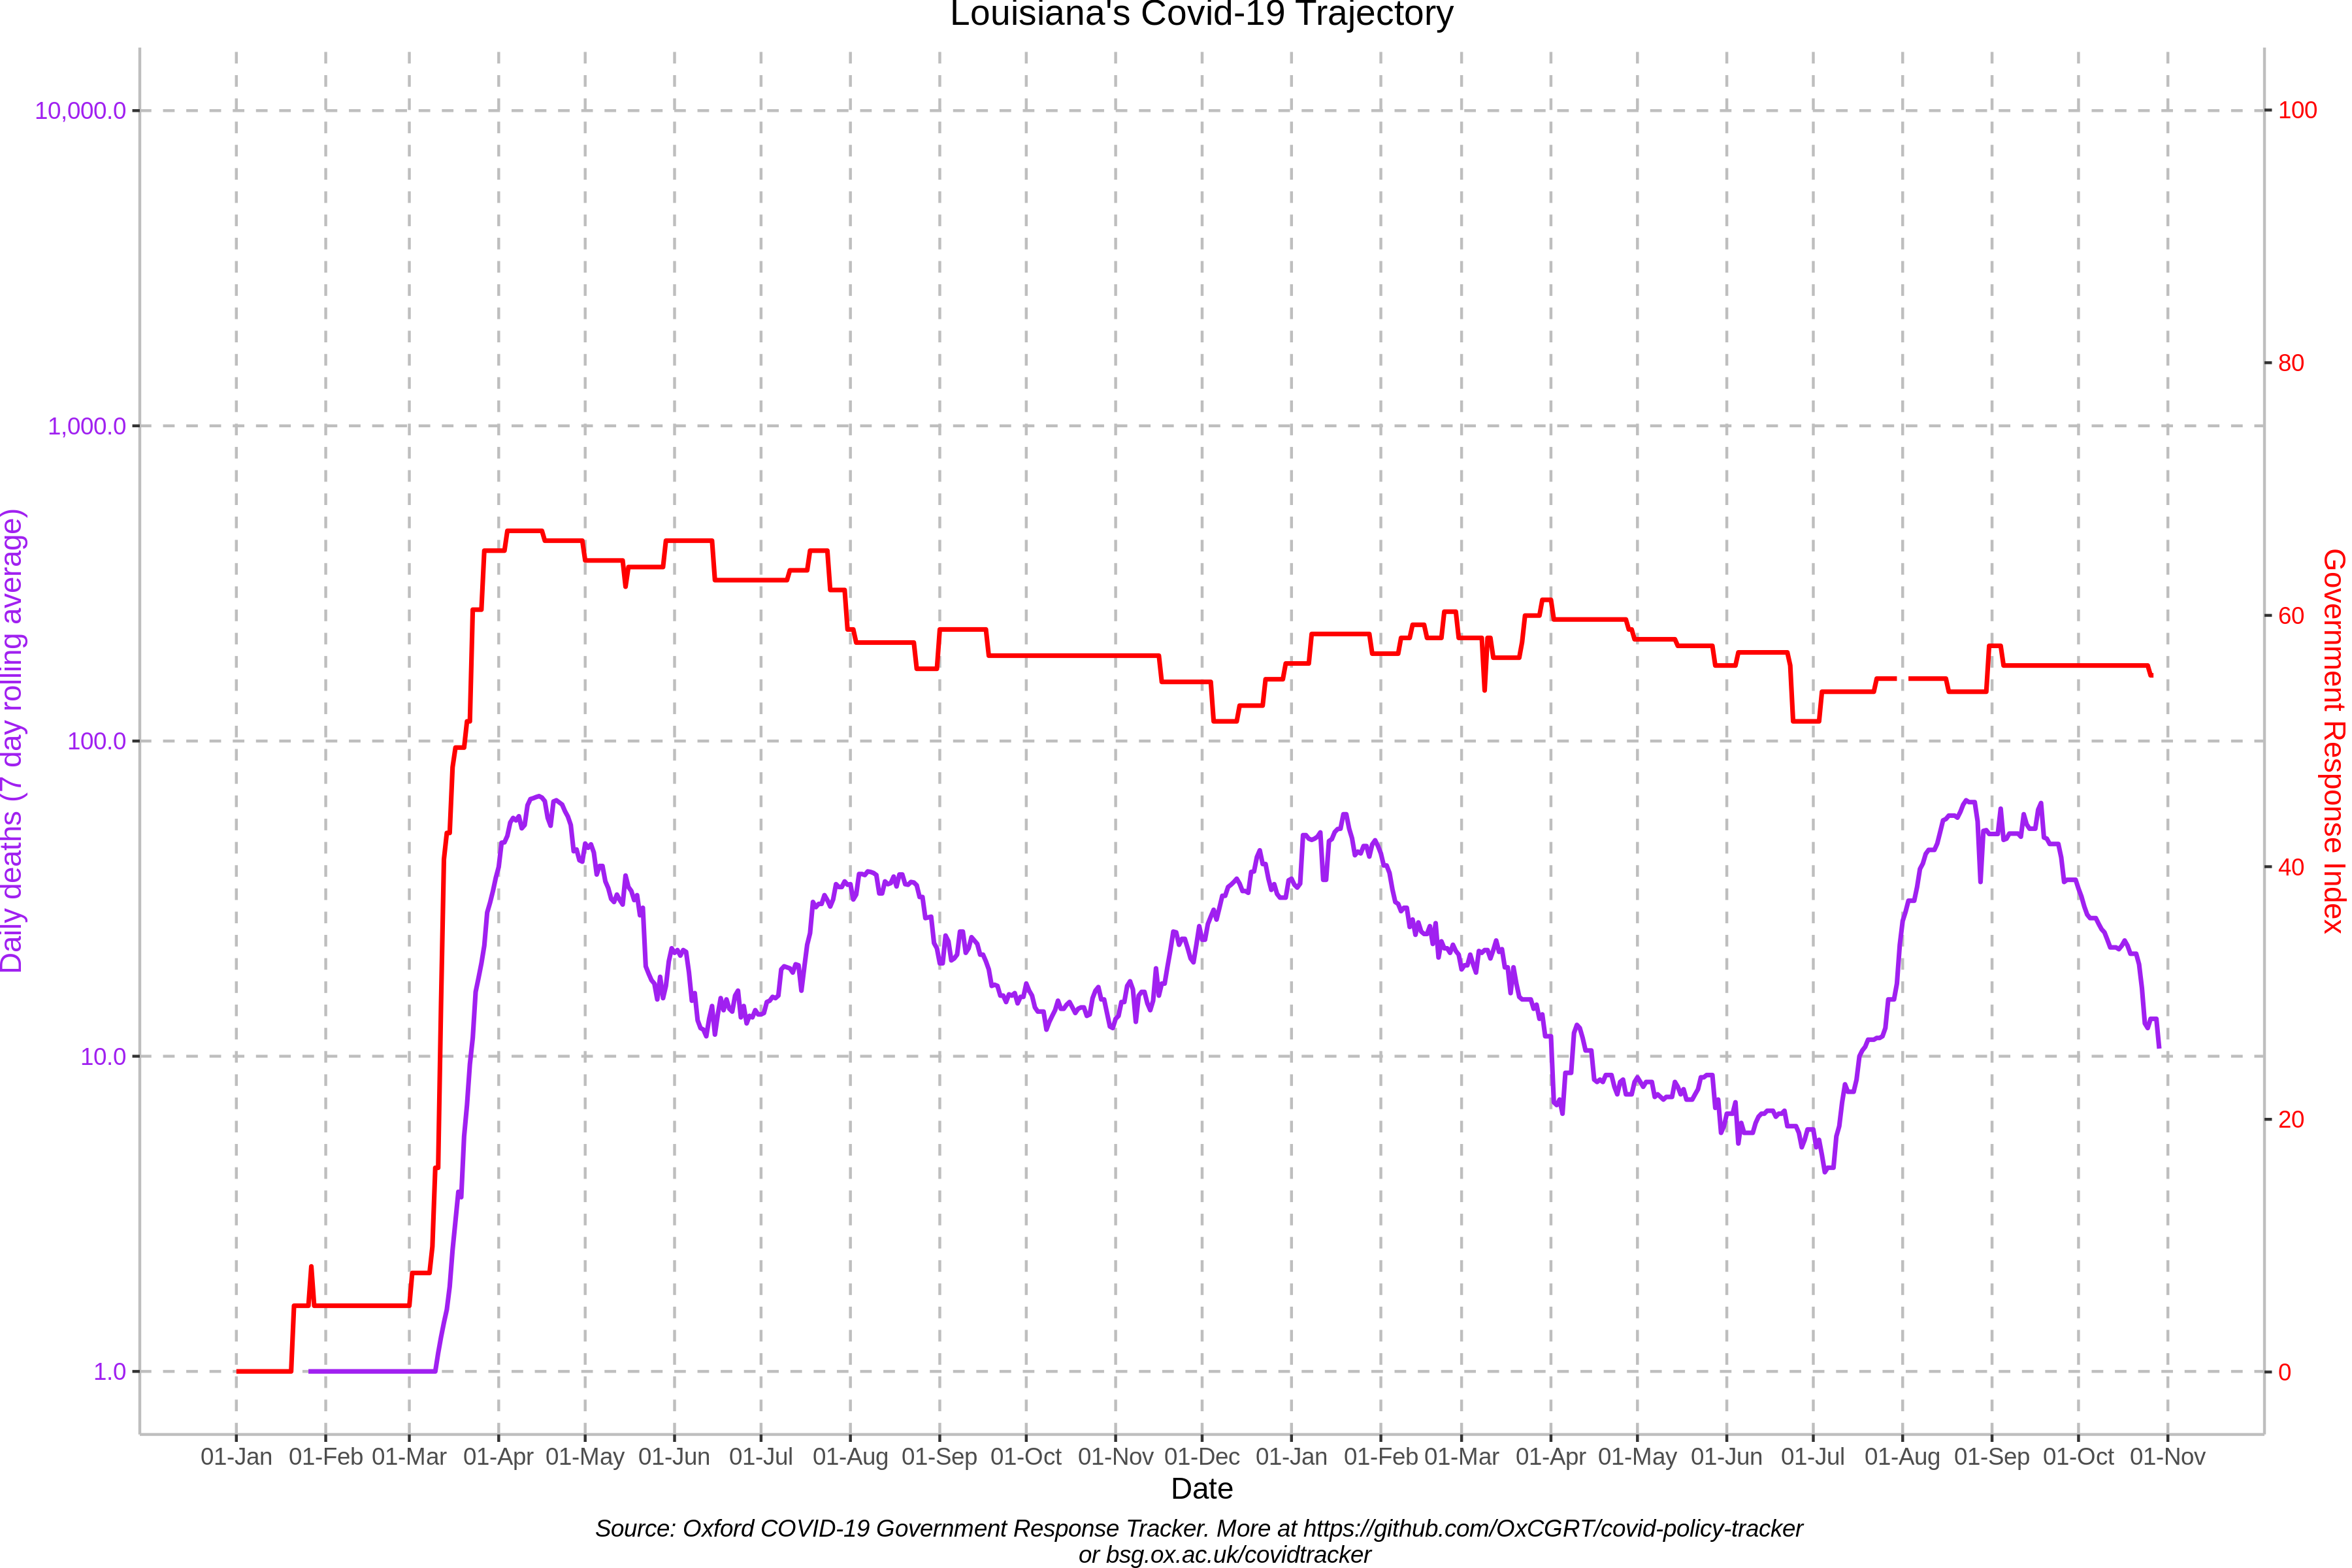 Louisiana's Covid-19 Trajectory
10,000.0
1,000.0
100.0
10.0
1.0
Daily deaths (7 day rolling average)
100
80
60
40
20
0
Government Response Index
01-Jan 01-Feb 01-Mar 01-Apr 01-May 01-Jun 01-Jul 01-Aug 01-Sep 01-Oct 01-Nov 01-Dec 01-Jan 01-Feb 01-Mar 01-Apr 01-May 01-Jun 01-Jul 01-Aug 01-Sep 01-Oct 01-Nov
Date
Source: Oxford COVID-19 Government Response Tracker. More at https://github.com/OxCGRT/covid-policy-tracker
or bsg.ox.ac.uk/covidtracker